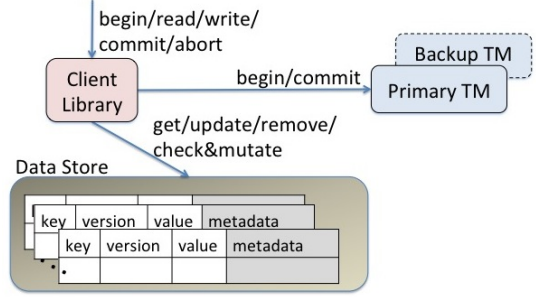 begin/read/write/
commit/abort
Backup TM
Client
Library
begin/commit
Primary TM
get/update/remove/
check&mutate
Data Store
key version value metadata
key version value metadata